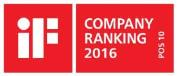 iF
COMPANY
RANKING
2016
POS 10